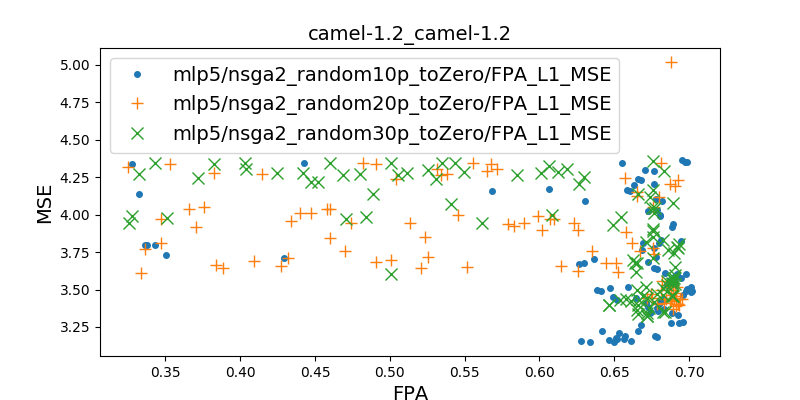 camel-1.2_camel-1.2
mlp5/nsga2_random10p_toZero/FPA_L1_MSE
mlp5/nsga2_random20p_toZero/FPA_L1_MSE
mlp5/nsga2_random30p_toZero/FPA_L1_MSE
MSE
5.00
4.75
4.50
4.25
4.00
3.75
3.50
3.25
0.35 0.40 0.45 0.50 0.55 0.60 0.65 0.70
FPA